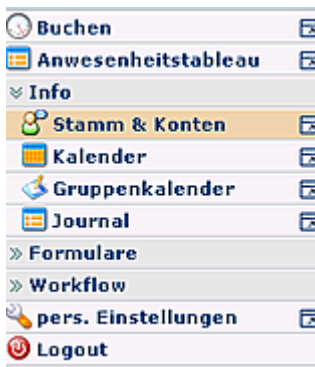 Buchen
Anwesenheitstableau
Info
Stamm & Konten
Kalender
Gruppenkalender
Journal
Formulare
Workflow
pers. Einstellungen
Logout